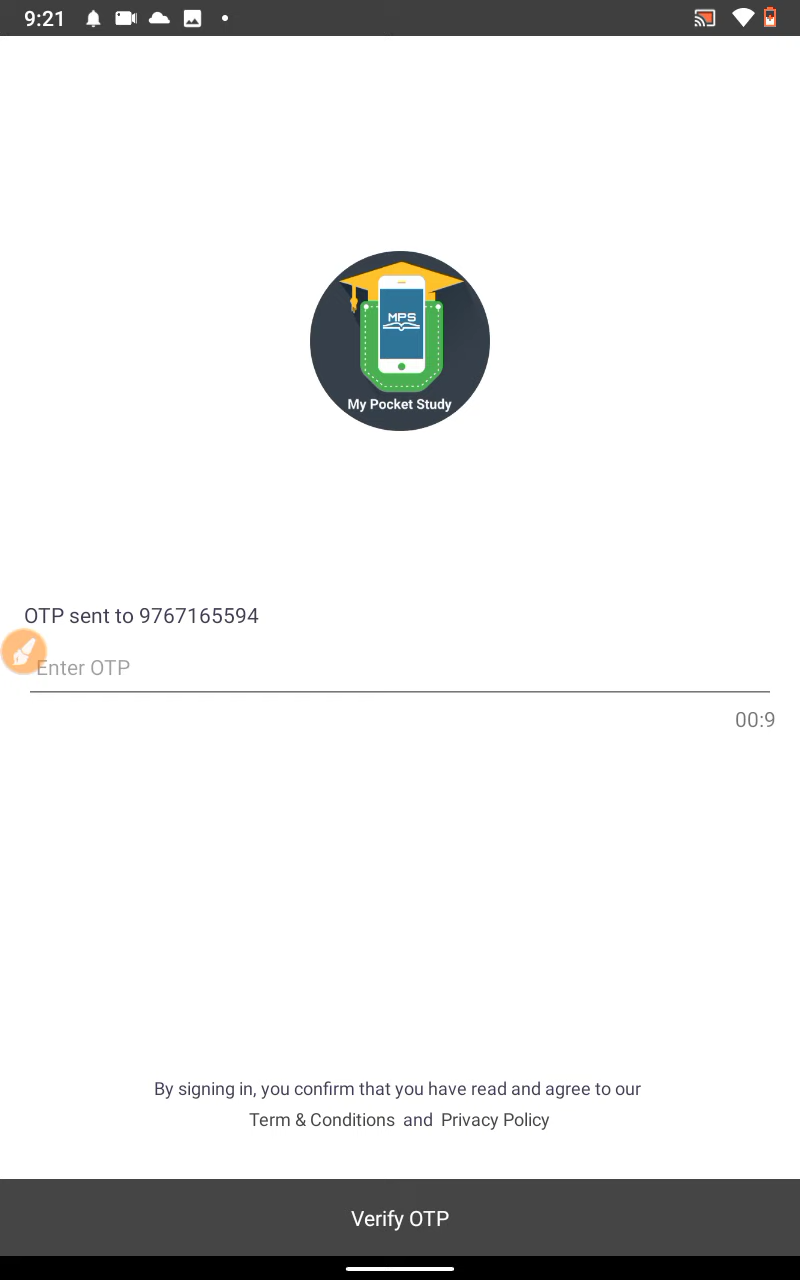 9:21
MPS
My Pocket Study
OTP sent to 9767165594
Enter OTP
00:9
By signing in, you confirm that you have read and agree to our
Term & Conditions and Privacy Policy
Verify OTP